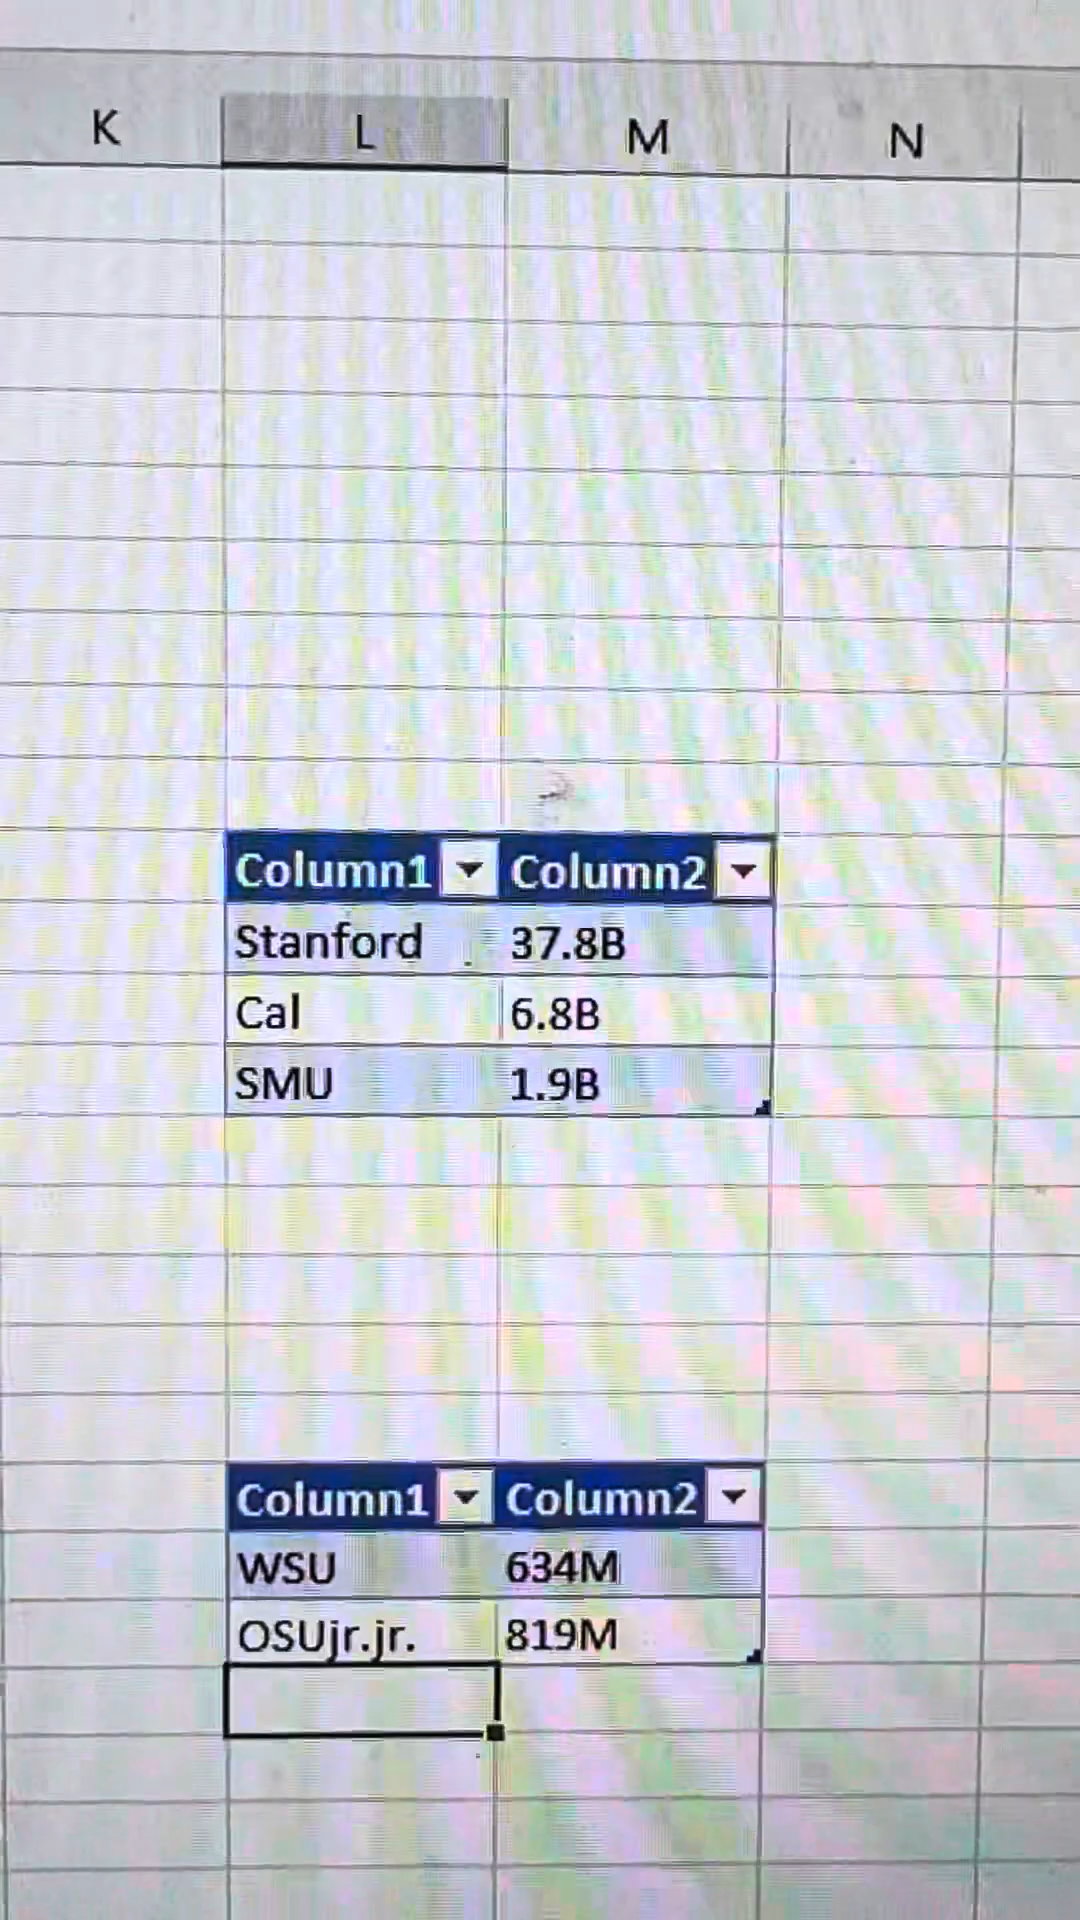 K L M N
Column1 Column2
Stanford 37.8B
Cal 6.8B
SMU 1.9B
Column1 Column2
WSU 634M
OSUjr.jr. 819M